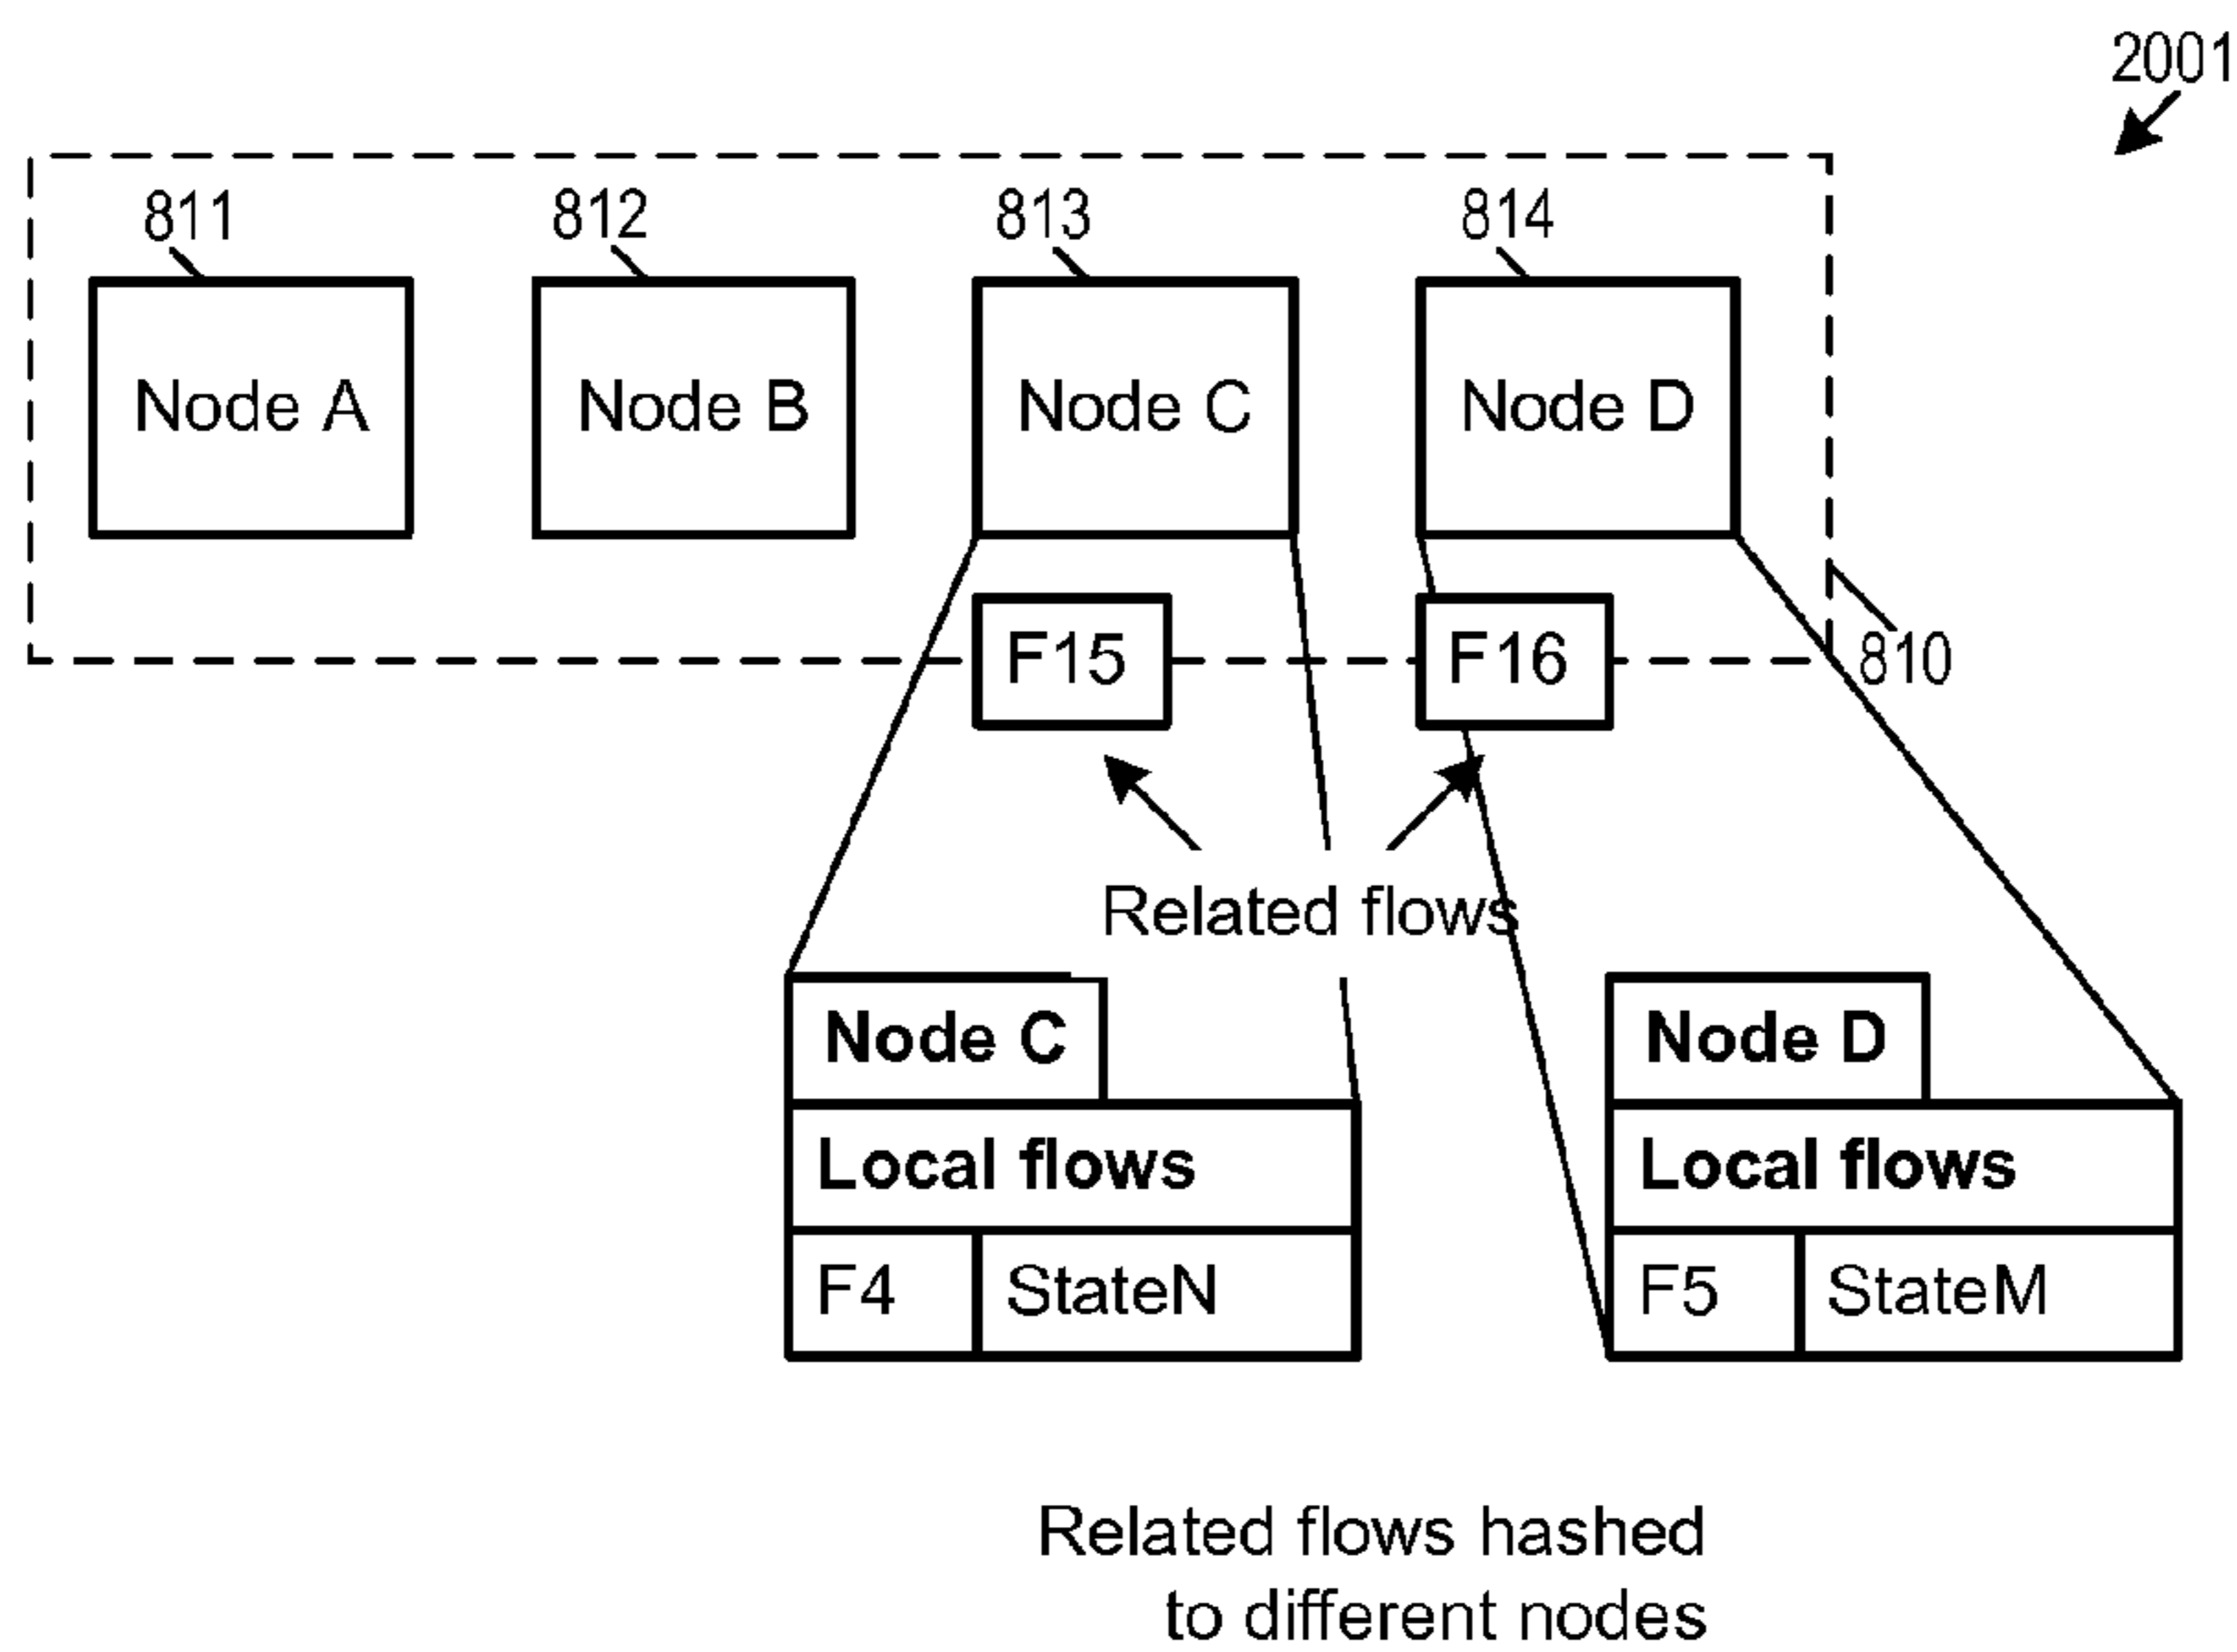 2001
811
812
813
814
Node A
Node B
Node C
Node D
F15
F16
810
Related flows
Node C
Node D
Local flows
Local flows
F4
StateN
F5
StateM
Related flows hashed
to different nodes